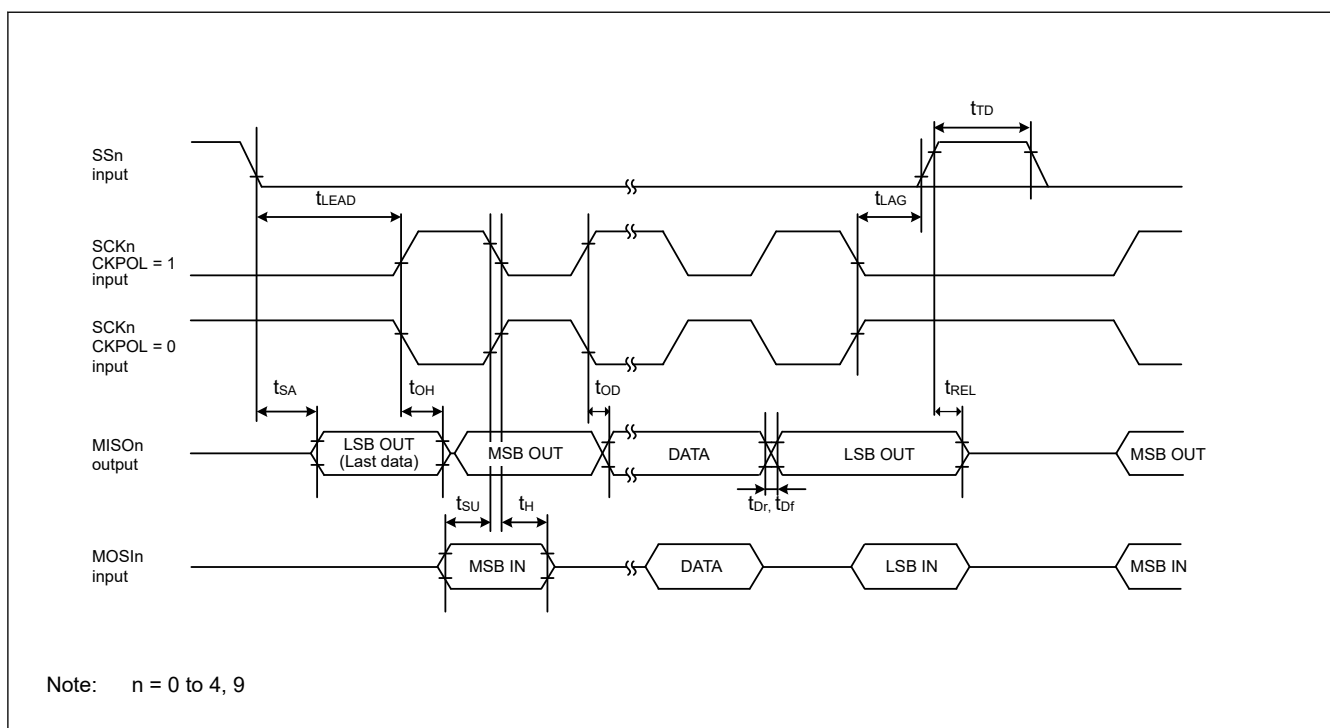 tTD
SSn
input
tLEAD
tLAG
SCKn
CKPOL = 1
input
SCKn
CKPOL = 0
input
tSA
tOH
tOD
tREL
MISOn
output
LSB OUT
(Last data)
MSB OUT
DATA
LSB OUT
MSB OUT
tSU
tH
tDr, tDf
MOSIn
input
MSB IN
DATA
LSB IN
MSB IN
Note: n = 0 to 4, 9